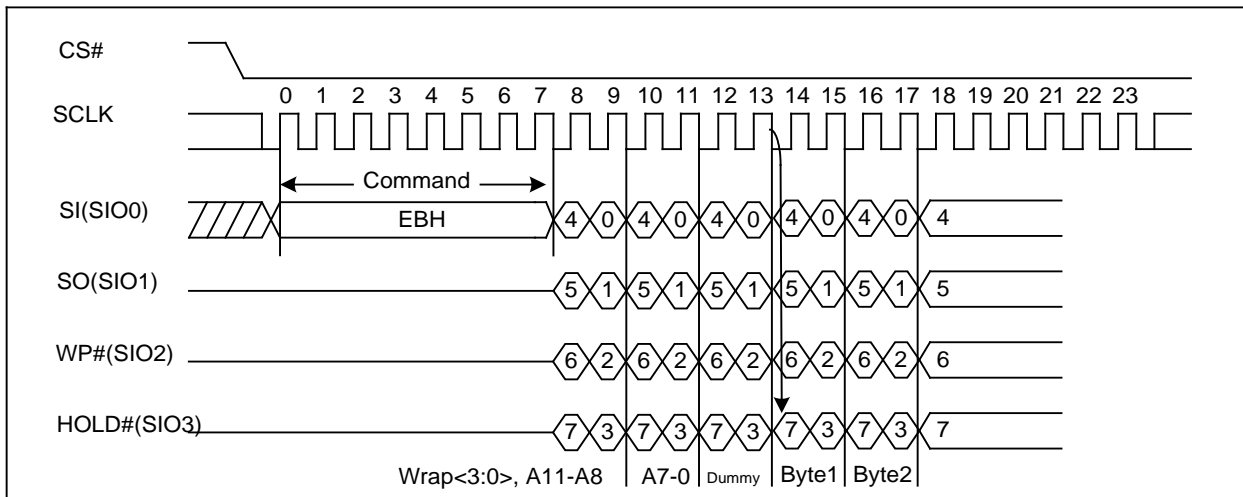 CS#
0 1 2 3 4 5 6 7 8 9 10 11 12 13 14 15 16 17 18 19 20 21 22 23
SCLK
Command
SI(SIO0) EBH 4 0 4 0 4 0 4 0 4 0 4
SO(SIO1) 5 1 5 1 5 1 5 1 5 1 5
WP#(SIO2) 6 2 6 2 6 2 6 2 6 2 6
HOLD#(SIO3) 7 3 7 3 7 3 7 3 7 3 7
Wrap<3:0>, A11-A8 A7-0 Dummy Byte1 Byte2